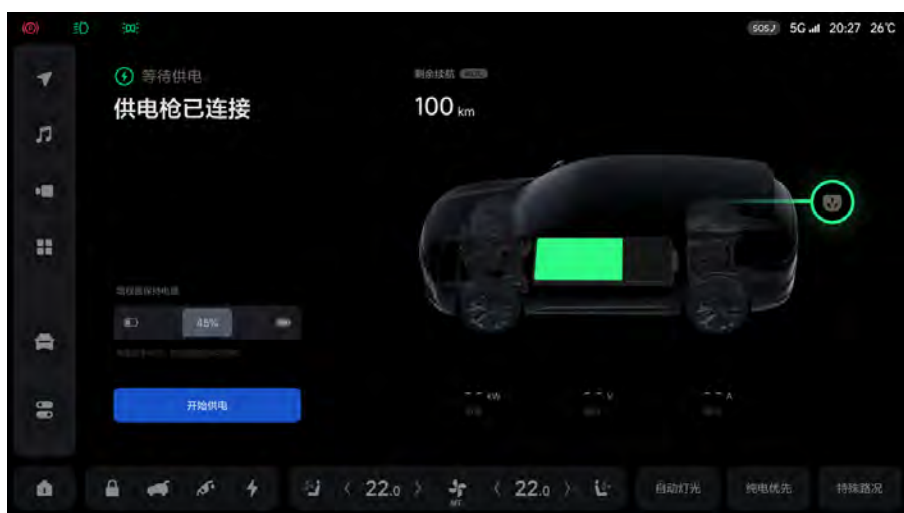 SOS 5G 20:27 26℃
等待供电
供电枪已连接
剩余续航
100 km
45%
开始供电
-- kW
-- V
-- A
22.0
22.0
自动灯光
纯电优先
特殊路况